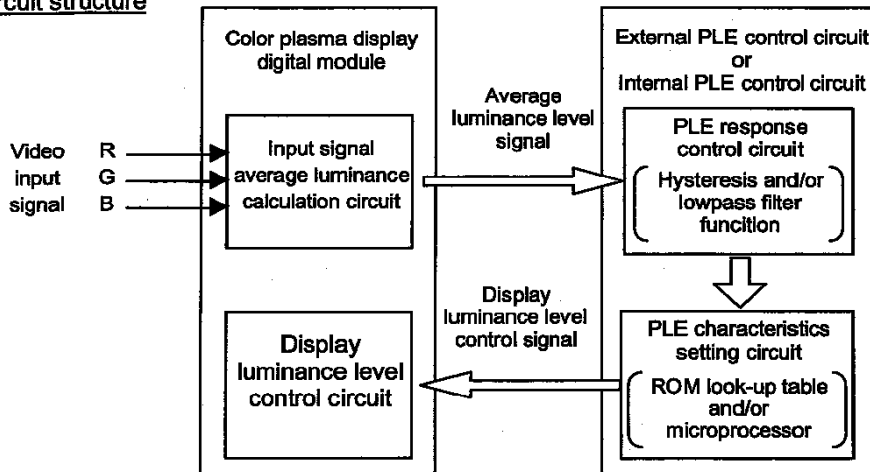 structure
Color plasma display
digital module
Video R
input G
signal B
Input signal
average luminance
calculation circuit
Display
luminance level
control circuit
Average
luminance level
signal
Display
luminance level
control signal
External PLE control circuit
or
Internal PLE control circuit
PLE response
control circuit
Hysteresis and/or
lowpass filter
funcition
PLE characteristics
setting circuit
ROM look-up table
and/or
microprocessor